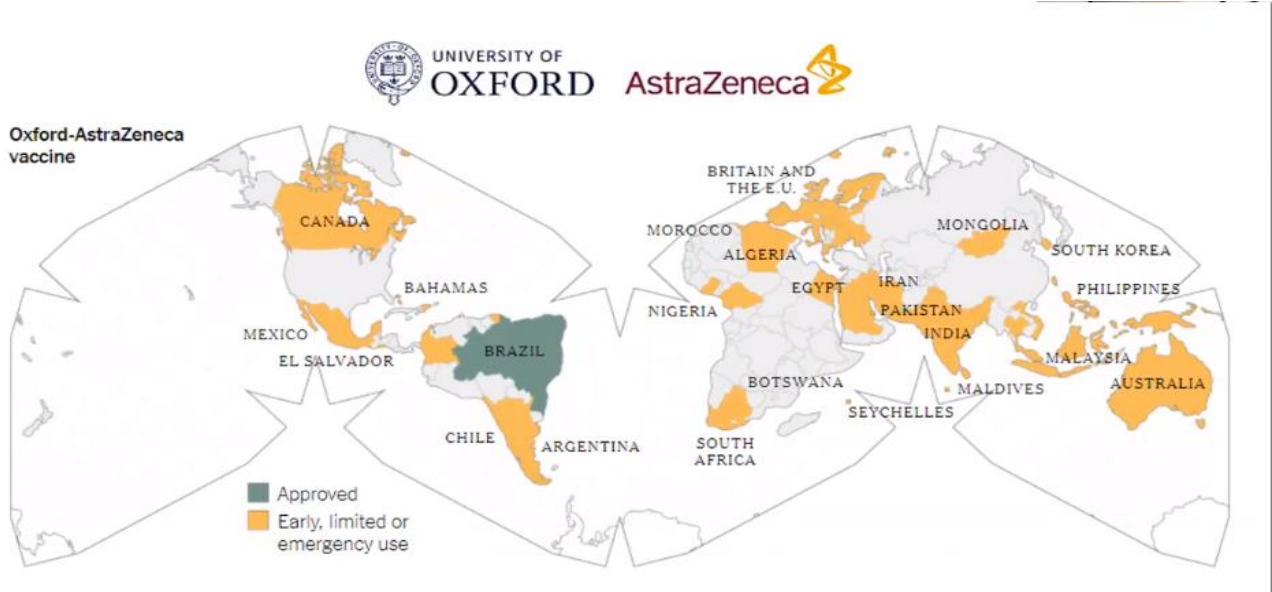 UNIVERSITY OF
OXFORD
AstraZeneca
Oxford-AstraZeneca
vaccine
BRITAIN AND
THE E.U.
CANADA
MOROCCO
ALGERIA
MONGOLIA
SOUTH KOREA
BAHAMAS
EGYPT
IRAN
PHILIPPINES
MEXICO
NIGERIA
PAKISTAN
INDIA
EL SALVADOR
BRAZIL
MALAYSIA
BOTSWANA
MALDIVES
AUSTRALIA
SEYCHELLES
CHILE
ARGENTINA
SOUTH
AFRICA
Approved
Early, limited or
emergency use